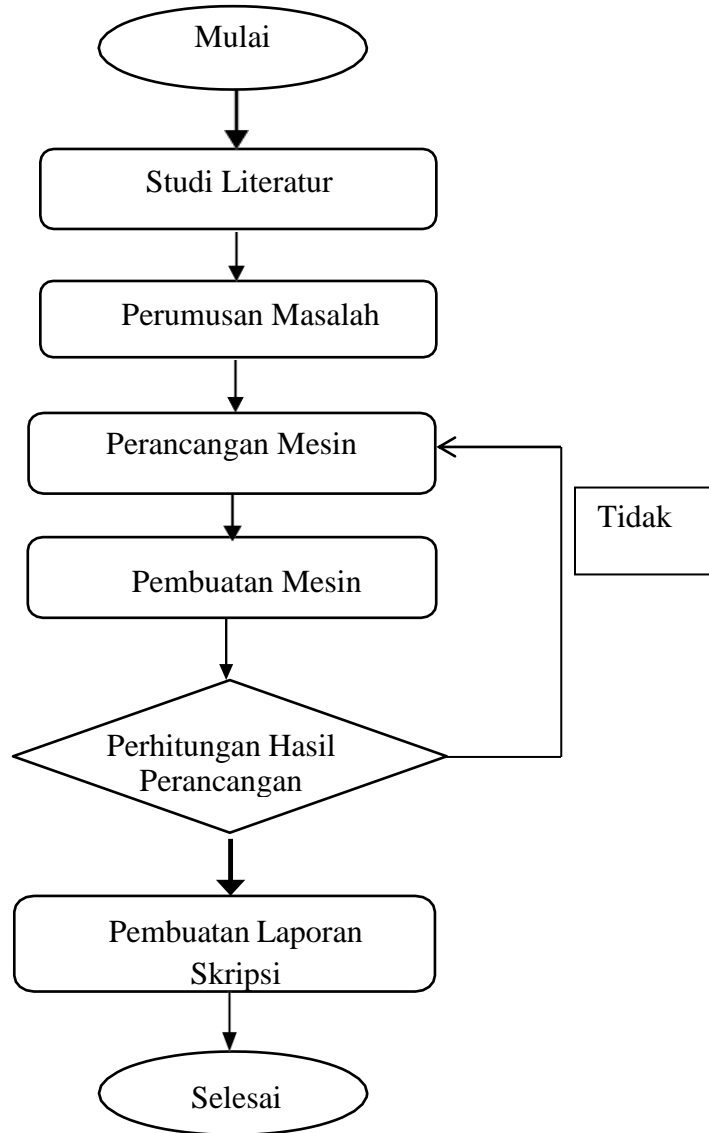 Mulai
Studi Literatur
Perumusan Masalah
Perancangan Mesin
Tidak
Pembuatan Mesin
Perhitungan Hasil
Perancangan
Pembuatan Laporan
Skripsi
Selesai